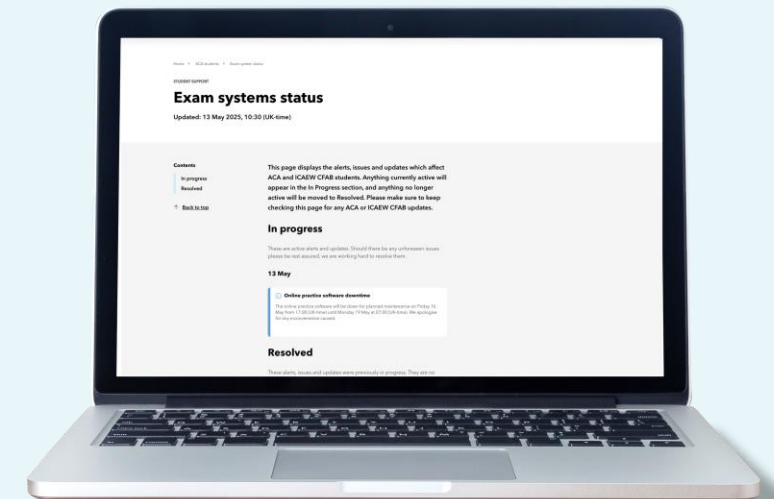 Home > ACA students > Exam system status
STUDENT SUPPORT
Exam systems status
Updated: 13 May 2025, 10:30 (UK-time)
Contents
In progress
Resolved
↑ Back to top
This page displays the alerts, issues and updates which affect
ACA and ICAEW CFAB students. Anything currently active will
appear in the In Progress section, and anything no longer
active will be moved to Resolved. Please make sure to keep
checking this page for any ACA or ICAEW CFAB updates.
In progress
These are active alerts and updates. Should there be any unforeseen issues
please be rest assured, we are working hard to resolve them.
13 May
Online practice software downtime
The online practice software will be down for planned maintenance on Friday 16
May from 17:00 (UK-time) until Monday 19 May at 07:00 (UK-time). We apologise
for any inconvenience caused.
Resolved
These alerts, issues and updates were previously in progress. They are no